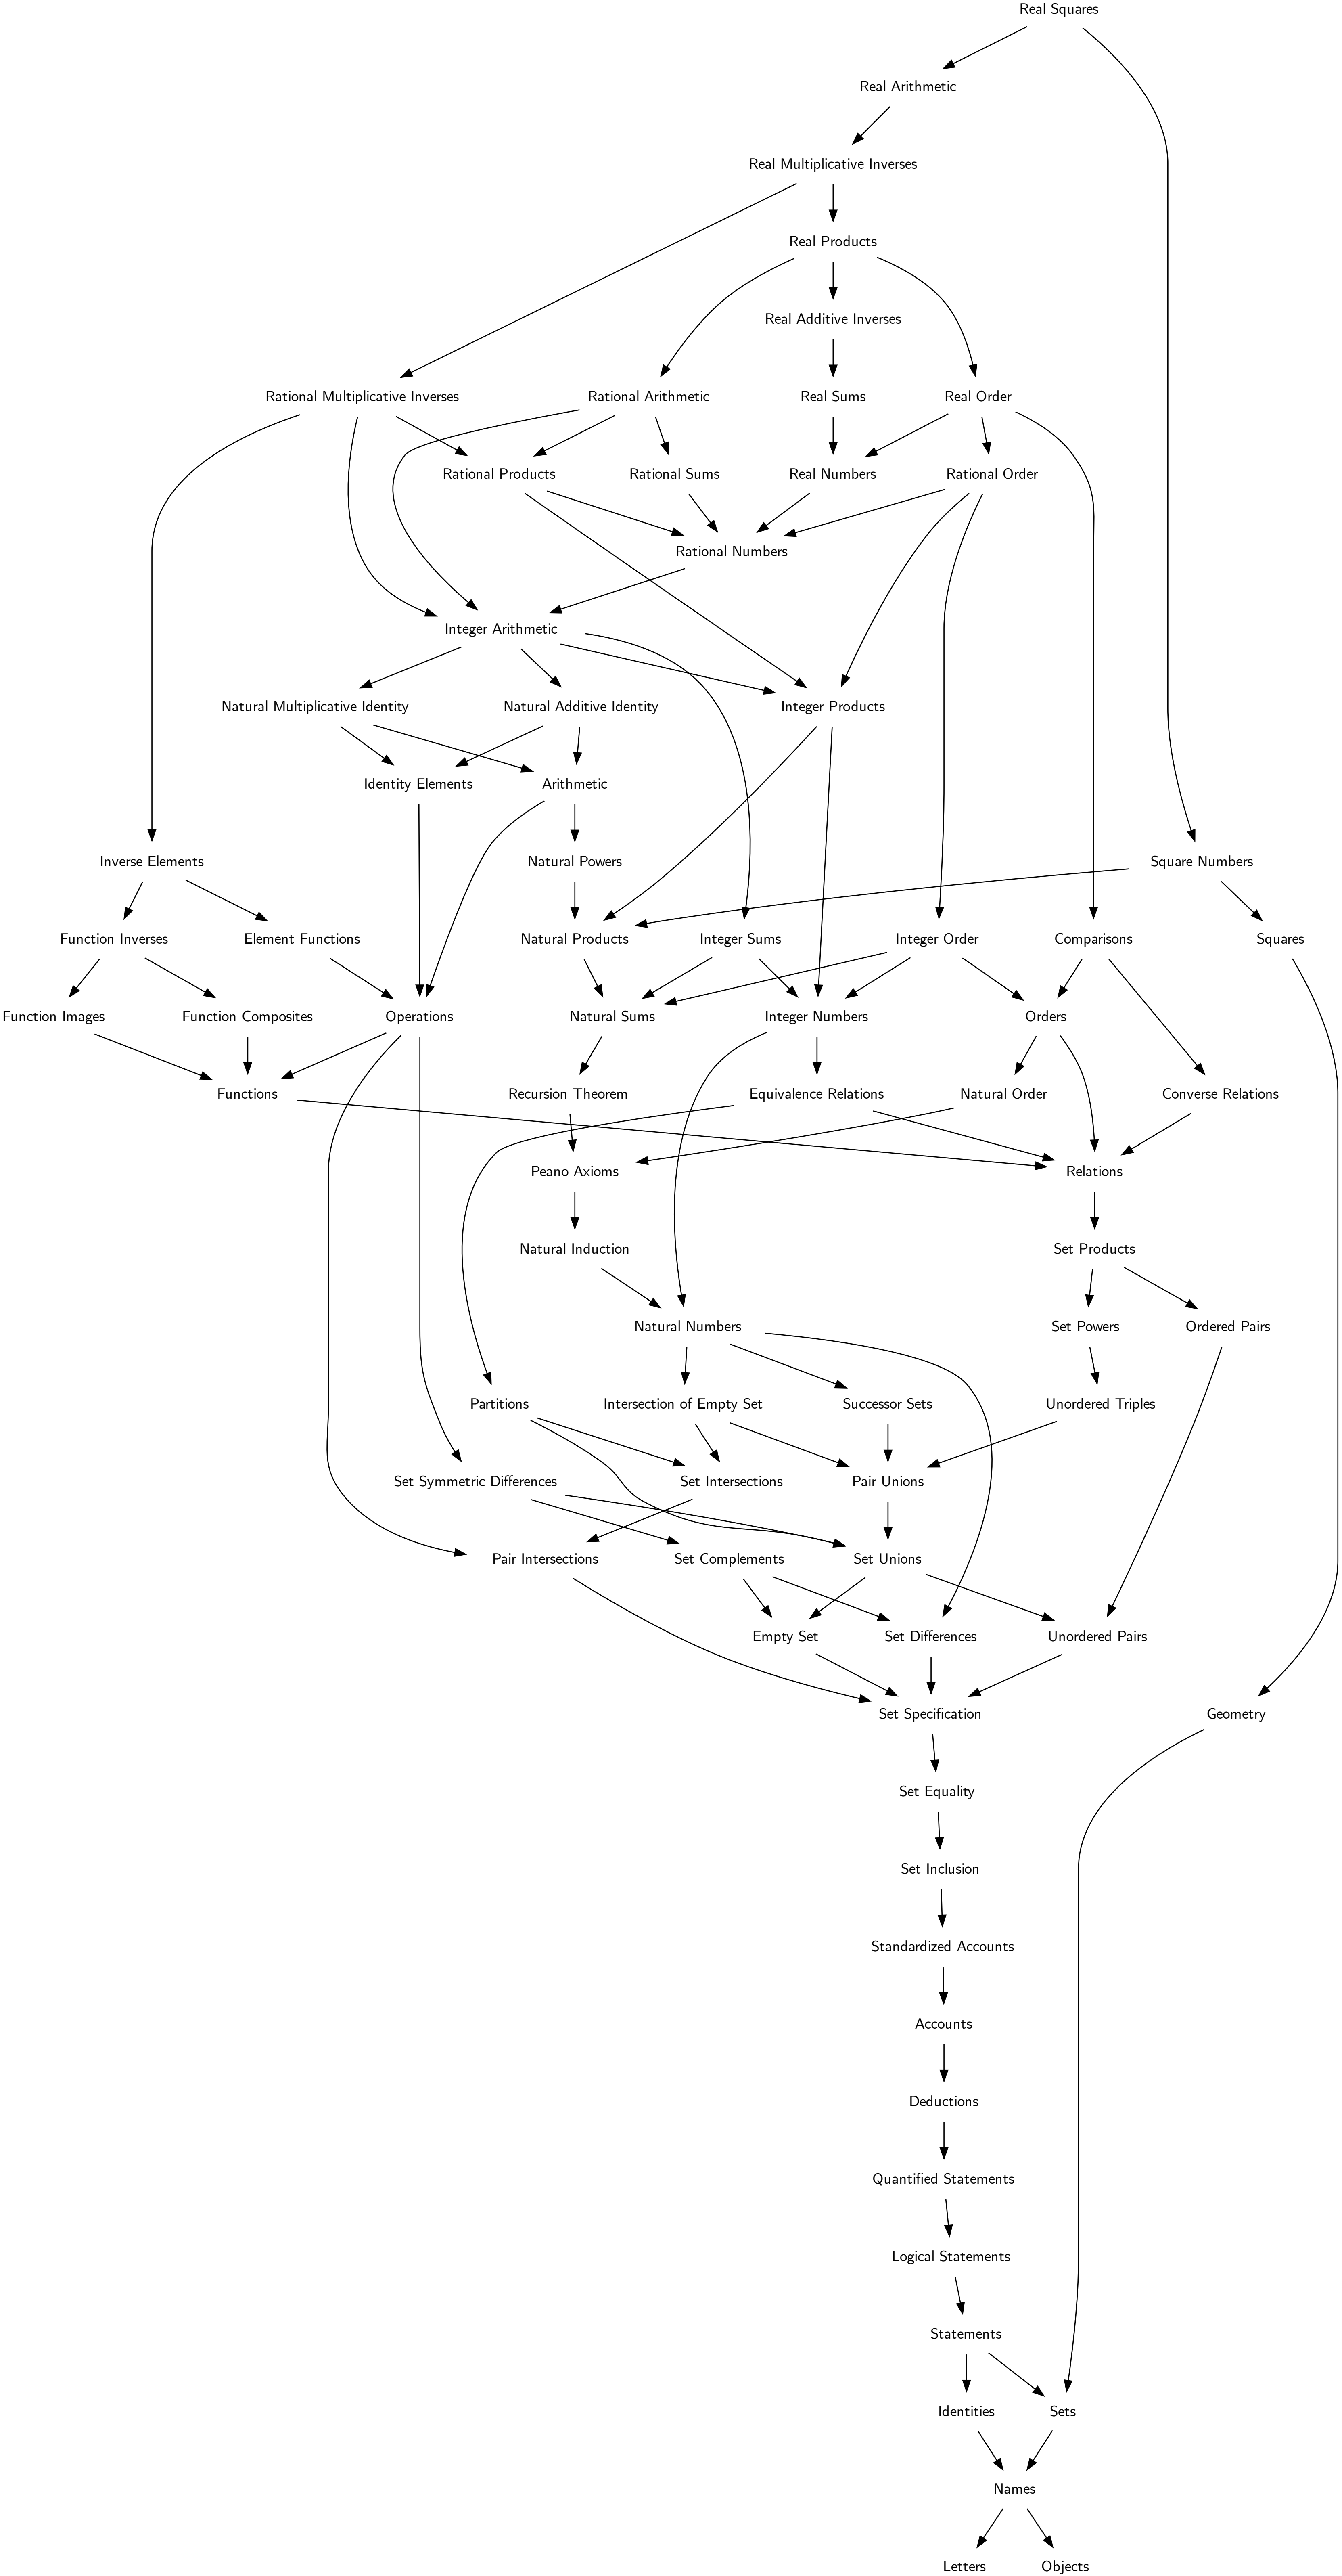 Real Squares
Real Arithmetic
Real Multiplicative Inverses
Real Products
Real Additive Inverses
Rational Multiplicative Inverses
Rational Arithmetic
Real Sums
Real Order
Rational Products
Rational Sums
Real Numbers
Rational Order
Rational Numbers
Integer Arithmetic
Natural Multiplicative Identity
Natural Additive Identity
Integer Products
Identity Elements
Arithmetic
Inverse Elements
Natural Powers
Square Numbers
Function Inverses
Element Functions
Natural Products
Integer Sums
Integer Order
Comparisons
Squares
Function Images
Function Composites
Operations
Natural Sums
Integer Numbers
Orders
Functions
Recursion Theorem
Equivalence Relations
Natural Order
Converse Relations
Peano Axioms
Relations
Natural Induction
Set Products
Natural Numbers
Set Powers
Ordered Pairs
Partitions
Intersection of Empty Set
Successor Sets
Unordered Triples
Set Symmetric Differences
Set Intersections
Pair Unions
Pair Intersections
Set Complements
Set Unions
Empty Set
Set Differences
Unordered Pairs
Set Specification
Geometry
Set Equality
Set Inclusion
Standardized Accounts
Accounts
Deductions
Quantified Statements
Logical Statements
Statements
Identities
Sets
Names
Letters
Objects